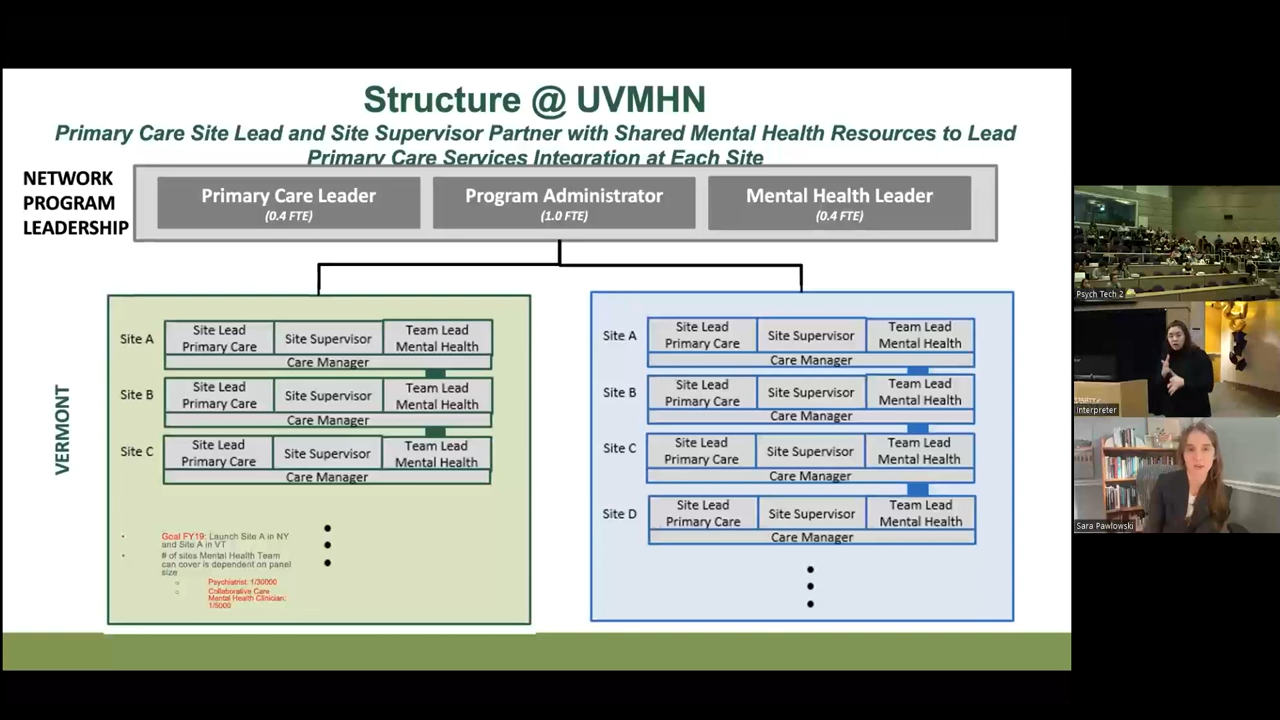 Structure @ UVMHN
Primary Care Site Lead and Site Supervisor Partner with Shared Mental Health Resources to Lead
Primary Care Services Integration at Each Site
NETWORK
PROGRAM
LEADERSHIP
Primary Care Leader
(0.4 FTE)
Program Administrator
(1.0 FTE)
Mental Health Leader
(0.4 FTE)
VERMONT
Site A
Site Lead
Primary Care
Site Supervisor
Team Lead
Mental Health
Care Manager
Site B
Site Lead
Primary Care
Site Supervisor
Team Lead
Mental Health
Care Manager
Site C
Site Lead
Primary Care
Site Supervisor
Team Lead
Mental Health
Care Manager
• Goal FY19: Launch Site A in NY
and Site A in VT
• # of sites Mental Health Team
can cover is dependent on panel
size
○ Psychiatrist: 1/30000
○ Collaborative Care
Mental Health Clinician:
1/5000
Site A
Site Lead
Primary Care
Site Supervisor
Team Lead
Mental Health
Care Manager
Site B
Site Lead
Primary Care
Site Supervisor
Team Lead
Mental Health
Care Manager
Site C
Site Lead
Primary Care
Site Supervisor
Team Lead
Mental Health
Care Manager
Site D
Site Lead
Primary Care
Site Supervisor
Team Lead
Mental Health
Care Manager
Psych Tech 2
Interpreter
Sara Pawlowski